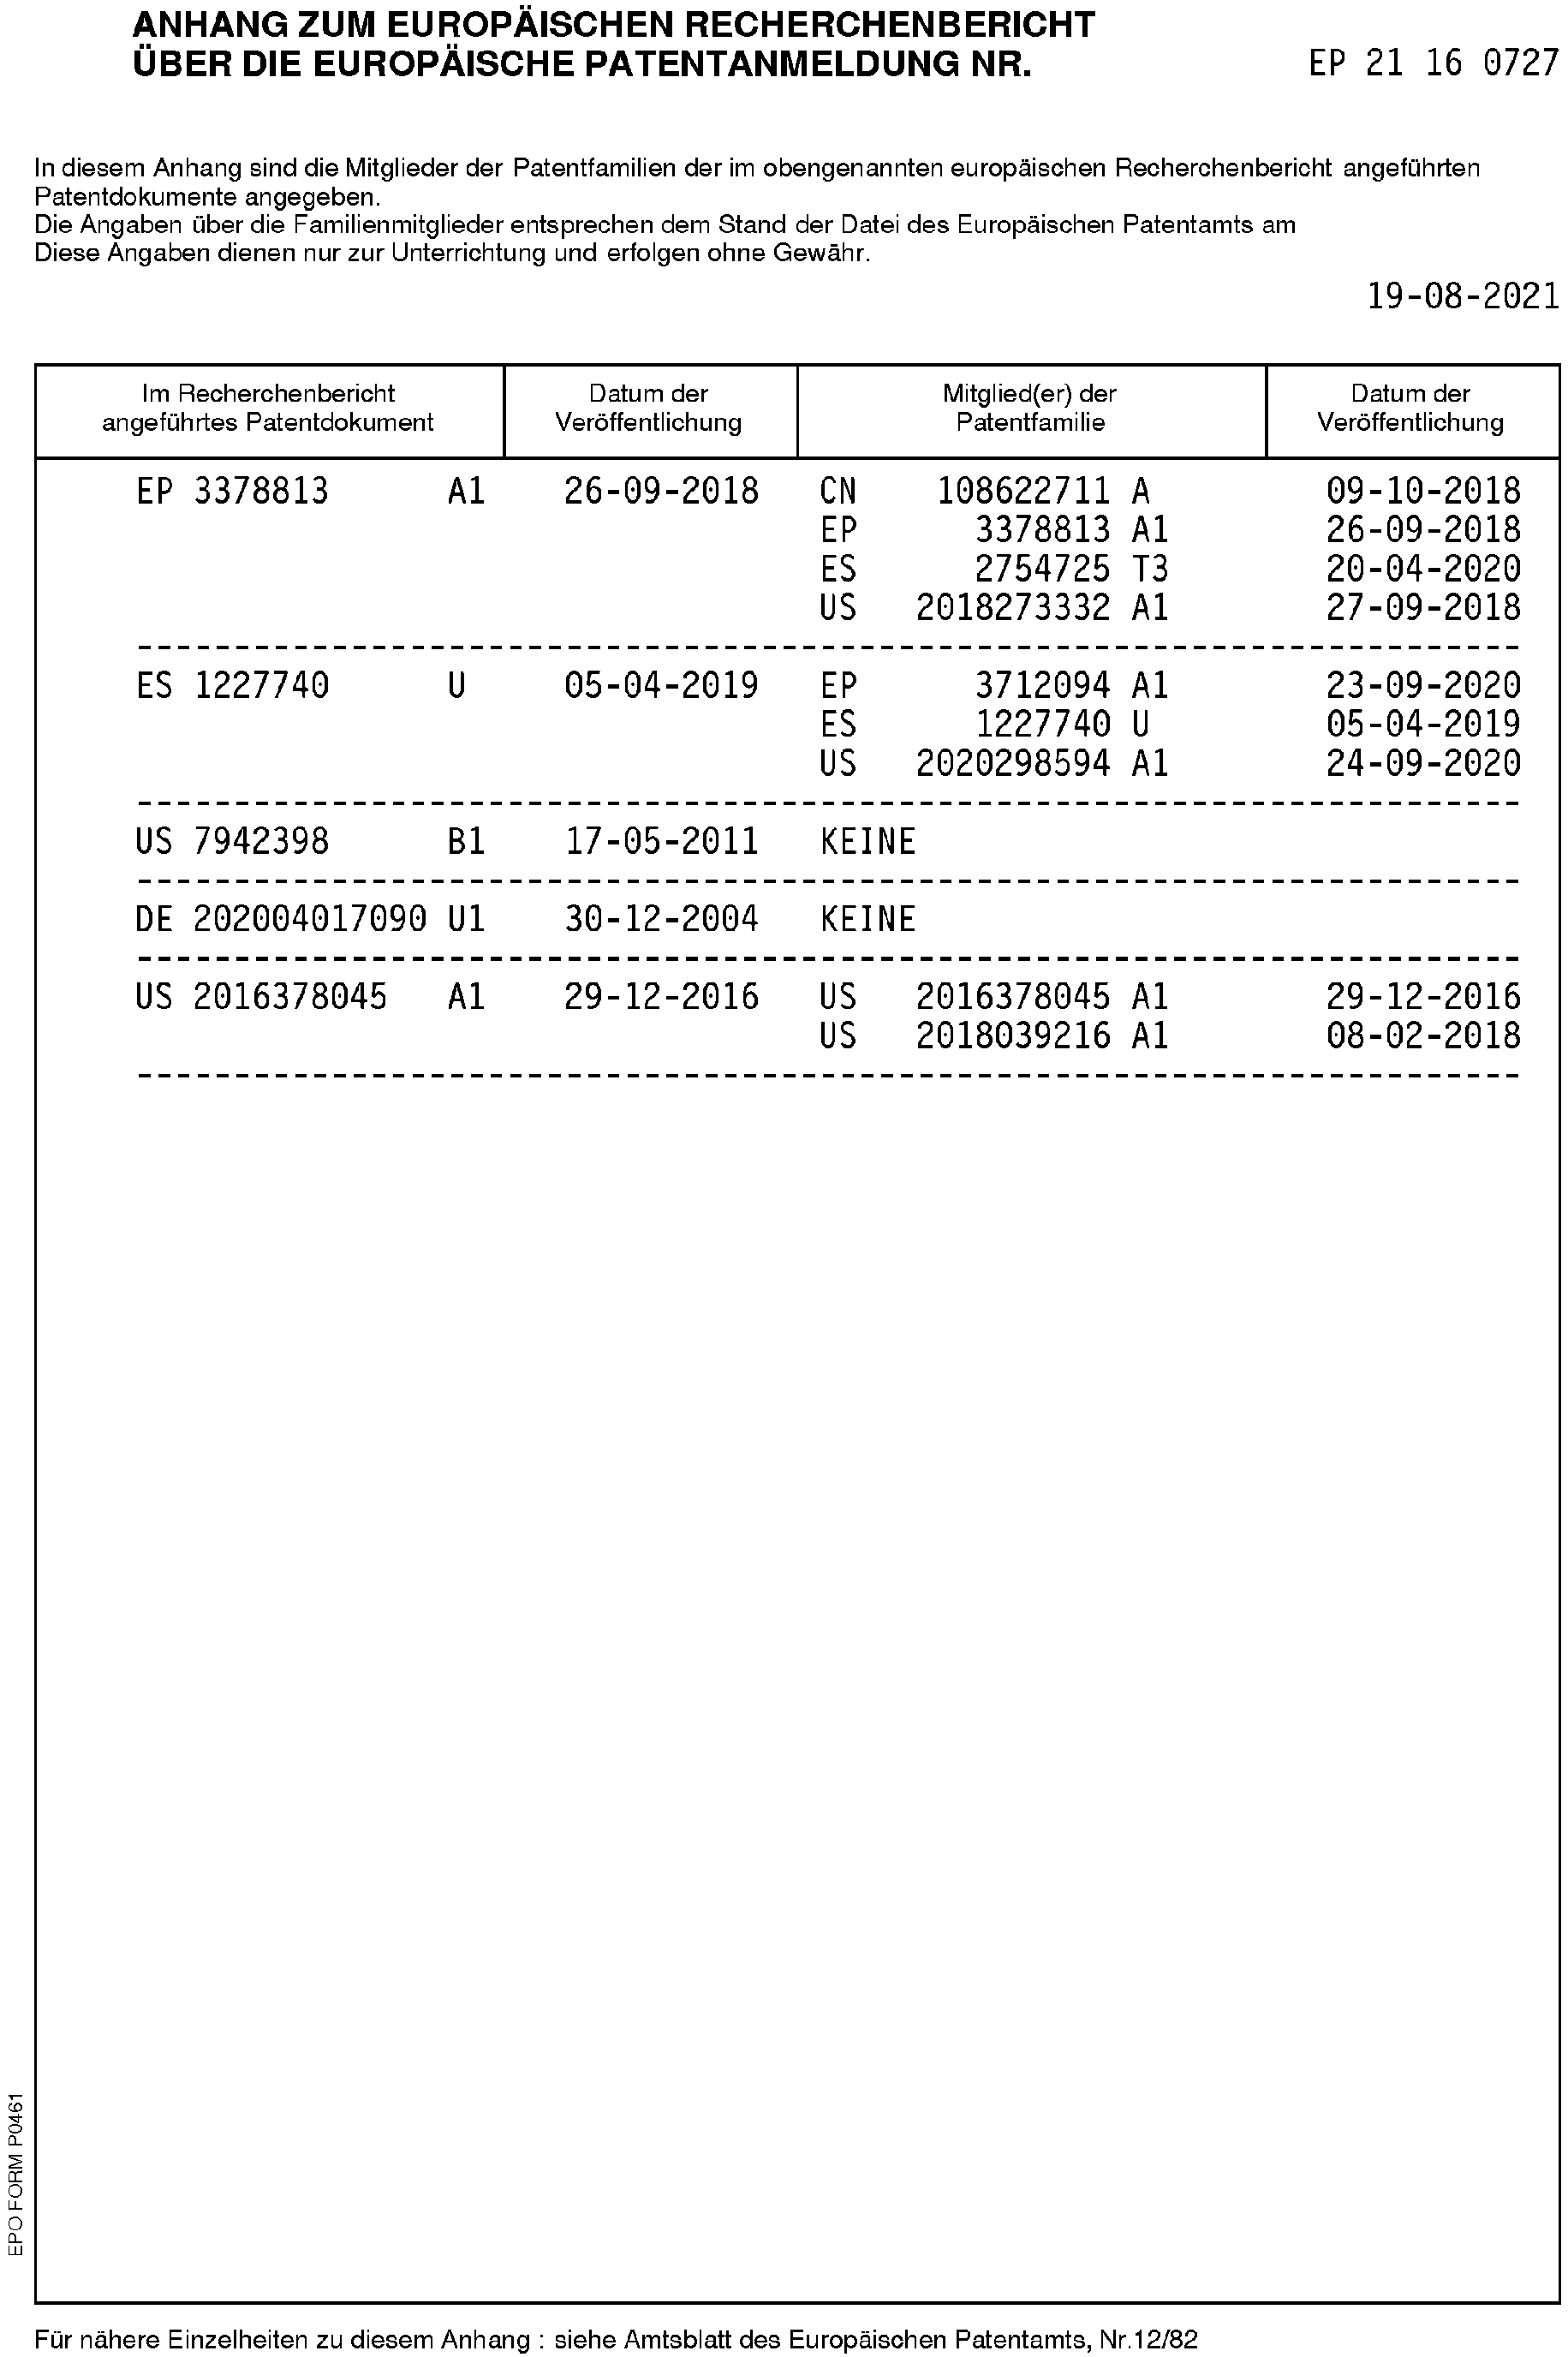 ANHANG ZUM EUROPÄISCHEN RECHERCHENBERICHT
ÜBER DIE EUROPÄISCHE PATENTANMELDUNG NR. EP 21 16 0727
In diesem Anhang sind die Mitglieder der Patentfamilien der im obengenannten europäischen Recherchenbericht angeführten
Patentdokumente angegeben.
Die Angaben über die Familienmitglieder entsprechen dem Stand der Datei des Europäischen Patentamts am
Diese Angaben dienen nur zur Unterrichtung und erfolgen ohne Gewähr.
19-08-2021
Im Recherchenbericht Datum der Mitglied(er) der Datum der
angeführtes Patentdokument Veröffentlichung Patentfamilie Veröffentlichung
EP 3378813 A1 26-09-2018 CN 108622711 A 09-10-2018
EP 3378813 A1 26-09-2018
ES 2754725 T3 20-04-2020
US 2018273332 A1 27-09-2018
ES 1227740 U 05-04-2019 EP 3712094 A1 23-09-2020
ES 1227740 U 05-04-2019
US 2020298594 A1 24-09-2020
US 7942398 B1 17-05-2011 KEINE
DE 202004017090 U1 30-12-2004 KEINE
US 2016378045 A1 29-12-2016 US 2016378045 A1 29-12-2016
US 2018039216 A1 08-02-2018
EPO FORM P0461
Für nähere Einzelheiten zu diesem Anhang : siehe Amtsblatt des Europäischen Patentamts, Nr.12/82